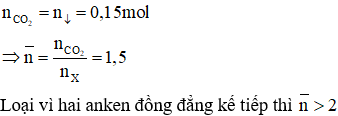 n_{CO_2} = n_↓ = 0,15mol
⇒ n̄ = \frac{n_{CO_2}}{n_X} = 1,5
Loại vì hai anken đồng đẳng kế tiếp thì n̄ > 2